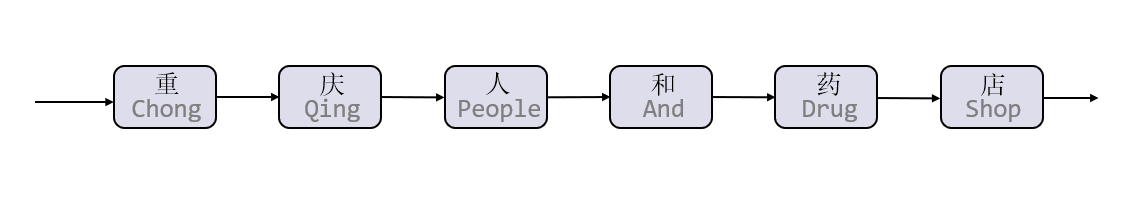 重 庆 人 和 药 店
Chong Qing People And Drug Shop